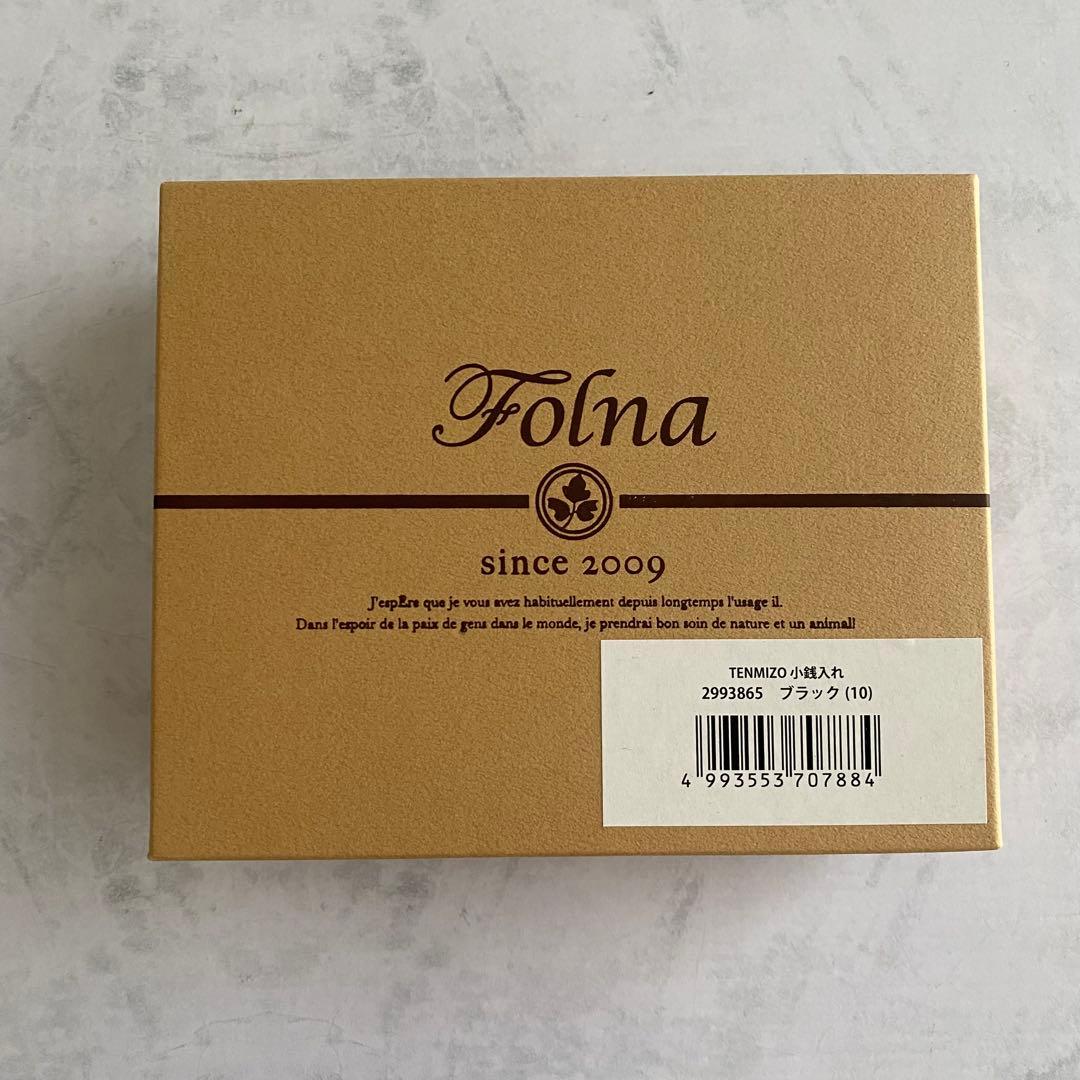 Folna
since 2009
J'espÈre que je vous avez habituellement depuis longtemps l'usage il.
Dans l'espoir de la paix de gens dans le monde, je prendrai bon soin de nature et un animal!
TENMIZO 小銭入れ
2993865 ブラック (10)
4 993553 707884